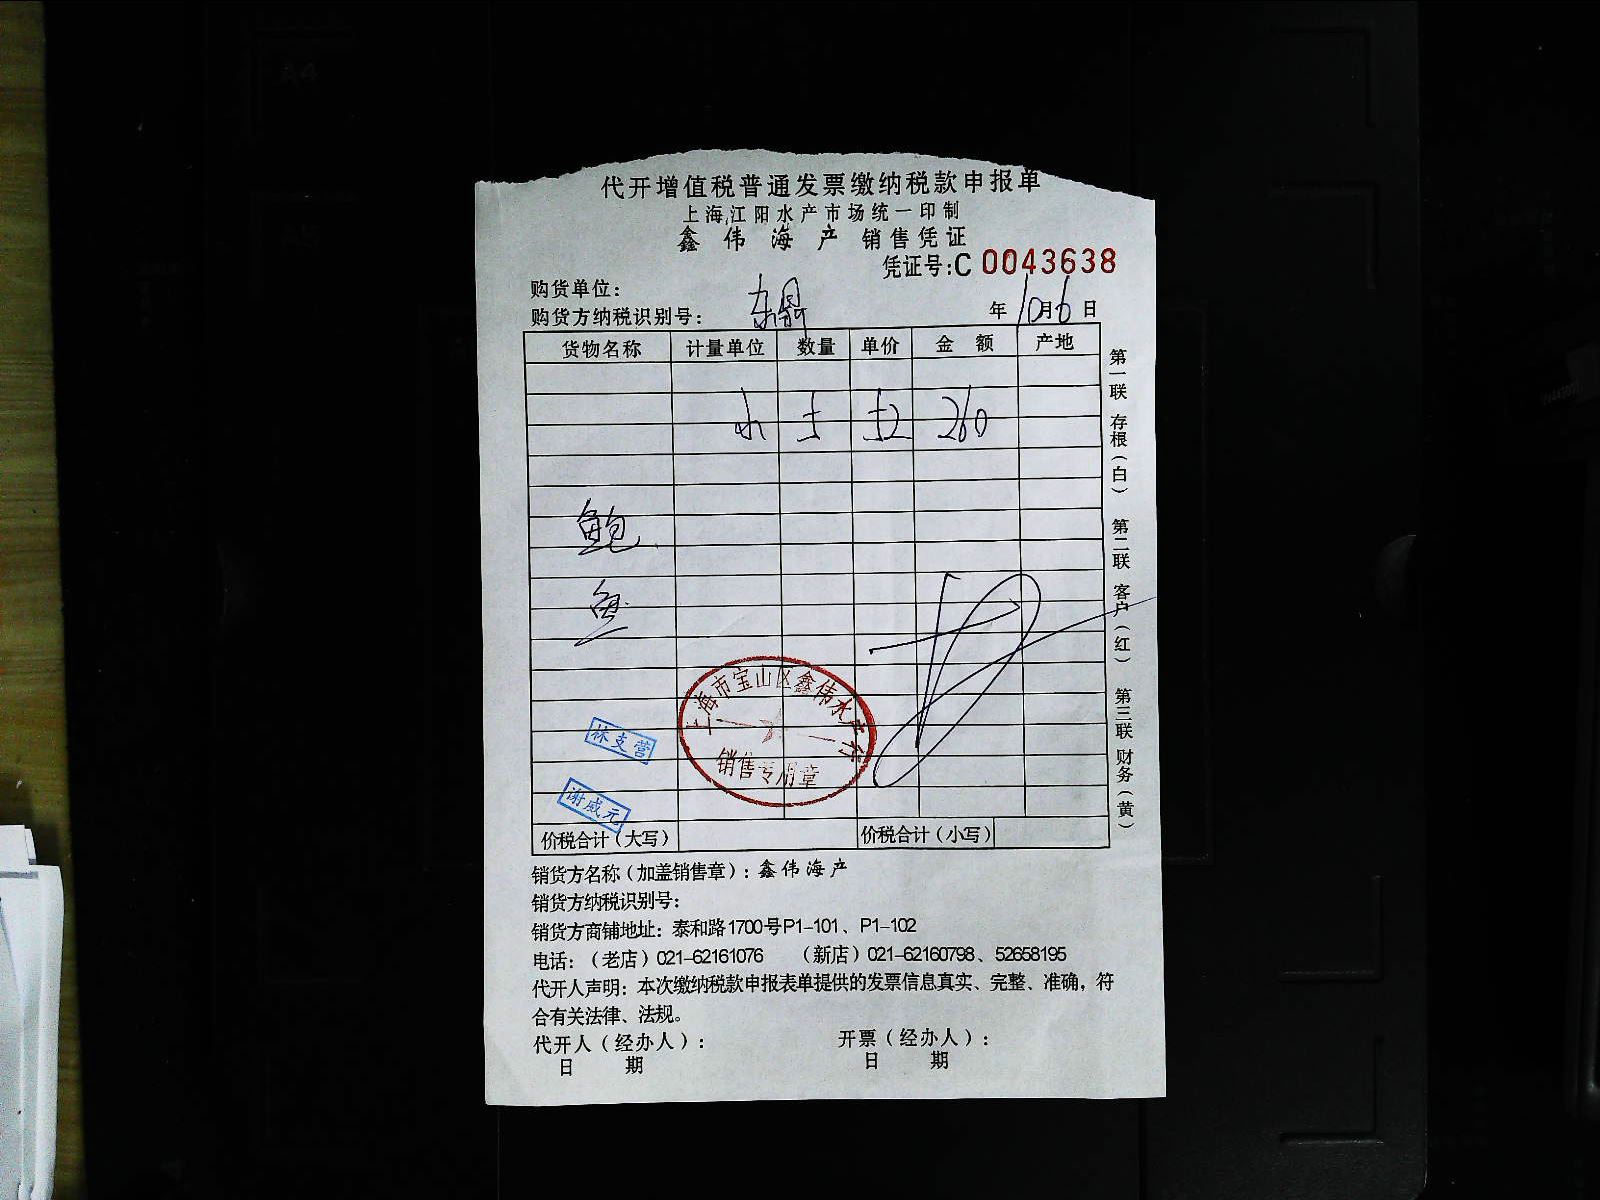 代开增值税普通发票缴纳税款申报单
上海江阳水产市场统一印制
鑫伟海产 销售凭证
凭证号:C 0043638
购货单位：
购货方纳税识别号： 年10月6日
货物名称 计量单位 数量 单价 金额 产地
260
鲍
鱼
上海市宝山区鑫伟水产行
销售专用章
林支营
谢咸元
价税合计（大写） 价税合计（小写）
第一联 存根（白） 第二联 客户（红） 第三联 财务（黄）
销货方名称（加盖销售章）：鑫伟海产
销货方纳税识别号：
销货方商铺地址：泰和路1700号P1-101、P1-102
电话：（老店）021-62161076 （新店）021-62160798、52658195
代开人声明：本次缴纳税款申报表单提供的发票信息真实、完整、准确，符
合有关法律、法规。
代开人（经办人）： 开票（经办人）：
日 期 日 期